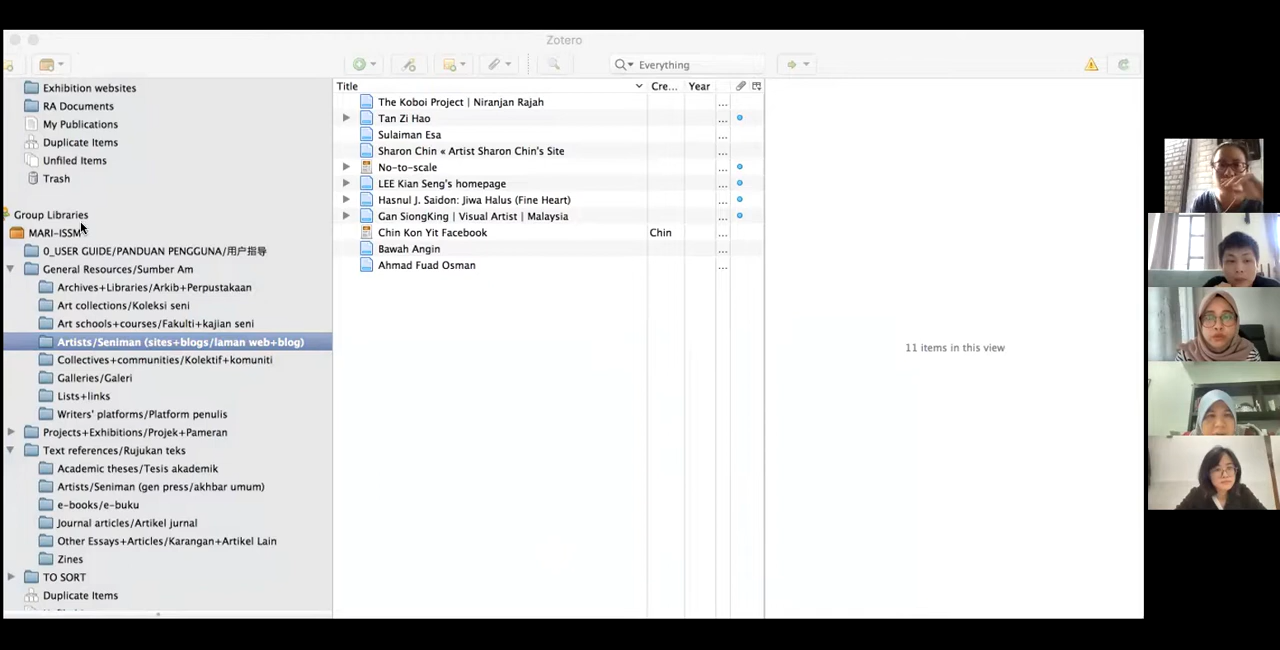 Zotero
Everything
Exhibition websites
RA Documents
My Publications
Duplicate Items
Unfiled Items
Trash
Group Libraries
MARI-ISSM
0_USER GUIDE/PANDUAN PENGGUNA/用户指导
General Resources/Sumber Am
Archives+Libraries/Arkib+Perpustakaan
Art collections/Koleksi seni
Art schools+courses/Fakulti+kajian seni
Artists/Seniman (sites+blogs/laman web+blog)
Collectives+communities/Kolektif+komuniti
Galleries/Galeri
Lists+links
Writers' platforms/Platform penulis
Projects+Exhibitions/Projek+Pameran
Text references/Rujukan teks
Academic theses/Tesis akademik
Artists/Seniman (gen press/akhbar umum)
e-books/e-buku
Journal articles/Artikel jurnal
Other Essays+Articles/Karangan+Artikel Lain
Zines
TO SORT
Duplicate Items
Title Cre... Year
The Koboi Project | Niranjan Rajah ...
Tan Zi Hao ...
Sulaiman Esa ...
Sharon Chin « Artist Sharon Chin's Site ...
No-to-scale ...
LEE Kian Seng's homepage ...
Hasnul J. Saidon: Jiwa Halus (Fine Heart) ...
Gan SiongKing | Visual Artist | Malaysia ...
Chin Kon Yit Facebook Chin ...
Bawah Angin ...
Ahmad Fuad Osman ...
11 items in this view